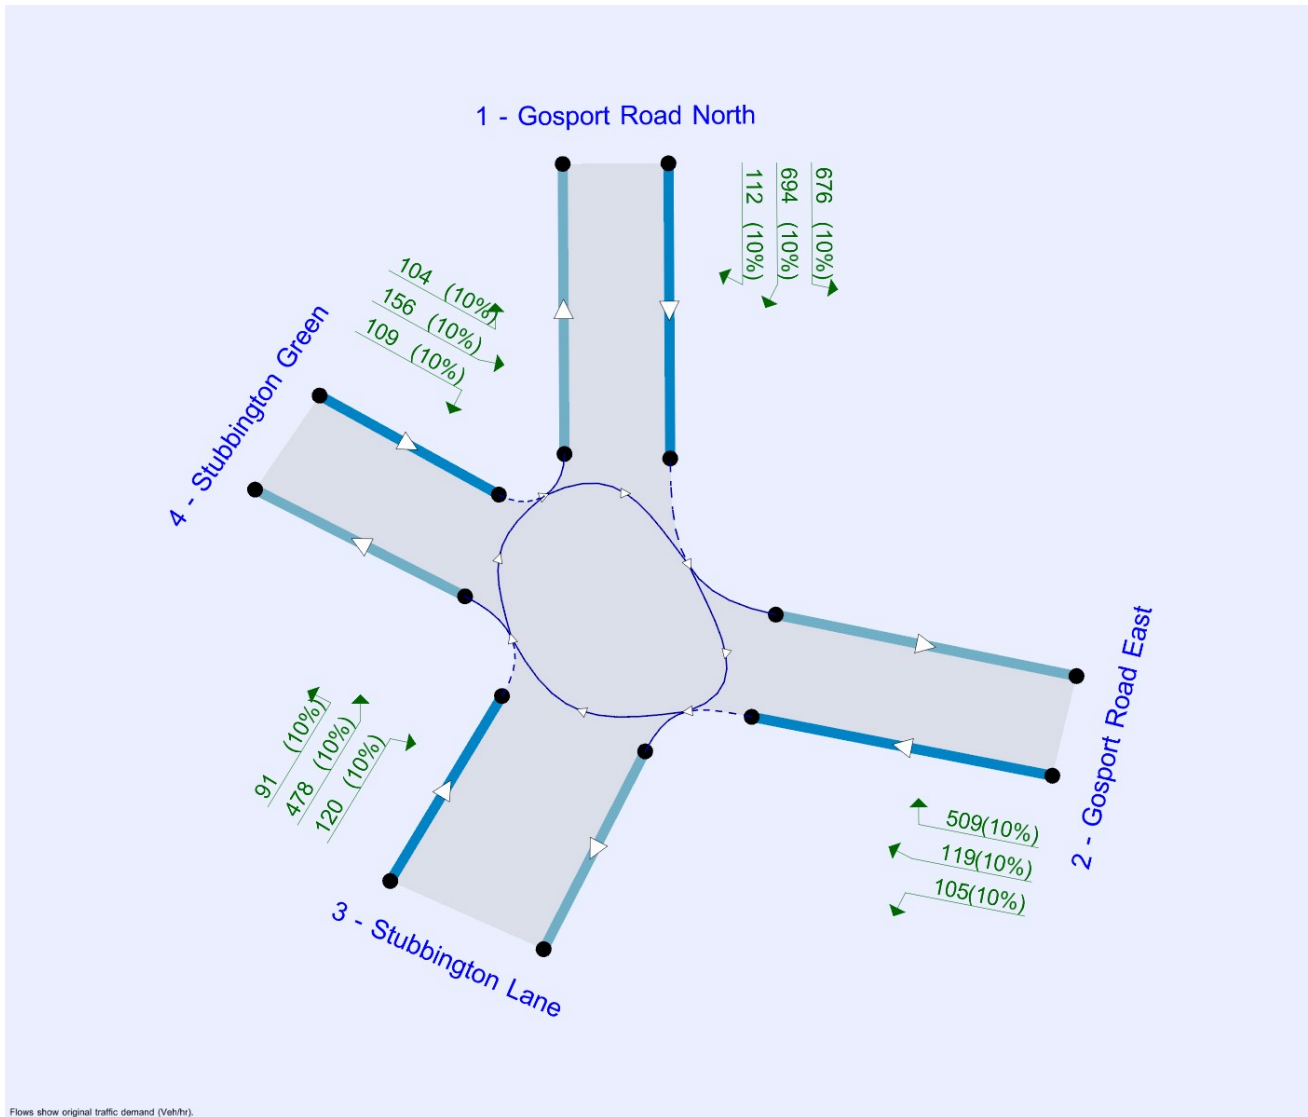 1 - Gosport Road North
112 (10%)
694 (10%)
676 (10%)
104 (10%)
156 (10%)
109 (10%)
4 - Stubbington Green
2 - Gosport Road East
91 (10%)
478 (10%)
120 (10%)
509(10%)
119(10%)
105(10%)
3 - Stubbington Lane
Flows show original traffic demand (Veh/hr).